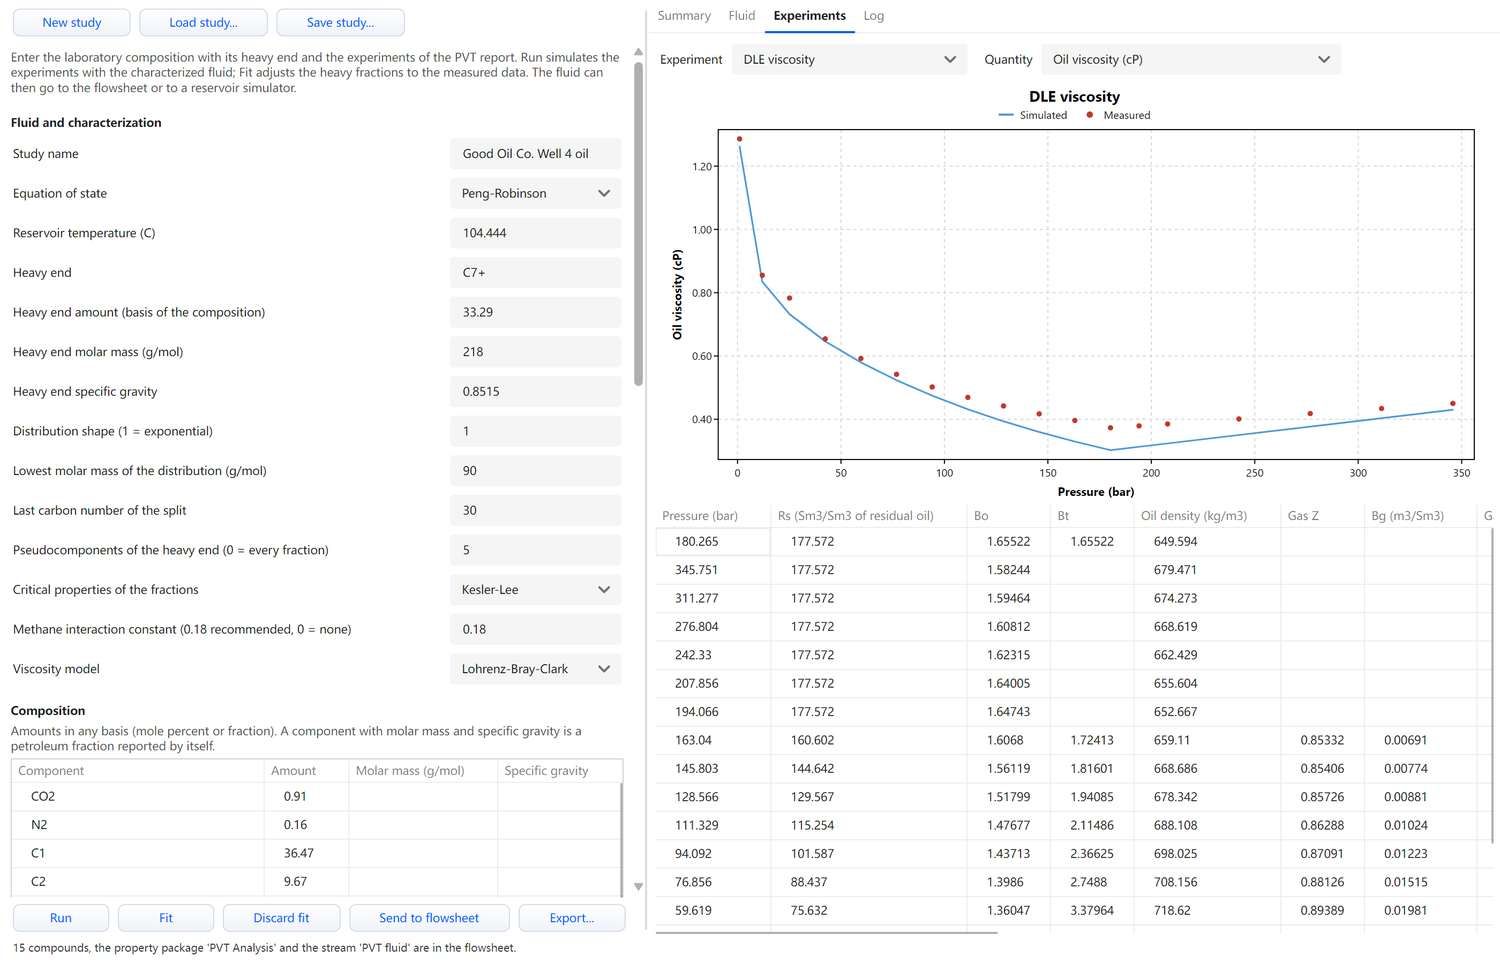 New study
Load study...
Save study...
Enter the laboratory composition with its heavy end and the experiments of the PVT report. Run simulates the
experiments with the characterized fluid; Fit adjusts the heavy fractions to the measured data. The fluid can
then go to the flowsheet or to a reservoir simulator.
Fluid and characterization
Study name Good Oil Co. Well 4 oil
Equation of state Peng-Robinson
Reservoir temperature (C) 104.444
Heavy end C7+
Heavy end amount (basis of the composition) 33.29
Heavy end molar mass (g/mol) 218
Heavy end specific gravity 0.8515
Distribution shape (1 = exponential) 1
Lowest molar mass of the distribution (g/mol) 90
Last carbon number of the split 30
Pseudocomponents of the heavy end (0 = every fraction) 5
Critical properties of the fractions Kesler-Lee
Methane interaction constant (0.18 recommended, 0 = none) 0.18
Viscosity model Lohrenz-Bray-Clark
Composition
Amounts in any basis (mole percent or fraction). A component with molar mass and specific gravity is a
petroleum fraction reported by itself.
Component Amount Molar mass (g/mol) Specific gravity
CO2 0.91
N2 0.16
C1 36.47
C2 9.67
Run
Fit
Discard fit
Send to flowsheet
Export...
15 compounds, the property package 'PVT Analysis' and the stream 'PVT fluid' are in the flowsheet.
Summary Fluid Experiments Log
Experiment DLE viscosity Quantity Oil viscosity (cP)
DLE viscosity
Simulated Measured
Oil viscosity (cP)
1.20
1.00
0.80
0.60
0.40
0 50 100 150 200 250 300 350
Pressure (bar)
Pressure (bar) Rs (Sm3/Sm3 of residual oil) Bo Bt Oil density (kg/m3) Gas Z Bg (m3/Sm3) G
180.265 177.572 1.65522 1.65522 649.594
345.751 177.572 1.58244 679.471
311.277 177.572 1.59464 674.273
276.804 177.572 1.60812 668.619
242.33 177.572 1.62315 662.429
207.856 177.572 1.64005 655.604
194.066 177.572 1.64743 652.667
163.04 160.602 1.6068 1.72413 659.11 0.85332 0.00691
145.803 144.642 1.56119 1.81601 668.686 0.85406 0.00774
128.566 129.567 1.51799 1.94085 678.342 0.85726 0.00881
111.329 115.254 1.47677 2.11486 688.108 0.86288 0.01024
94.092 101.587 1.43713 2.36625 698.025 0.87091 0.01223
76.856 88.437 1.3986 2.7488 708.156 0.88126 0.01515
59.619 75.632 1.36047 3.37964 718.62 0.89389 0.01981